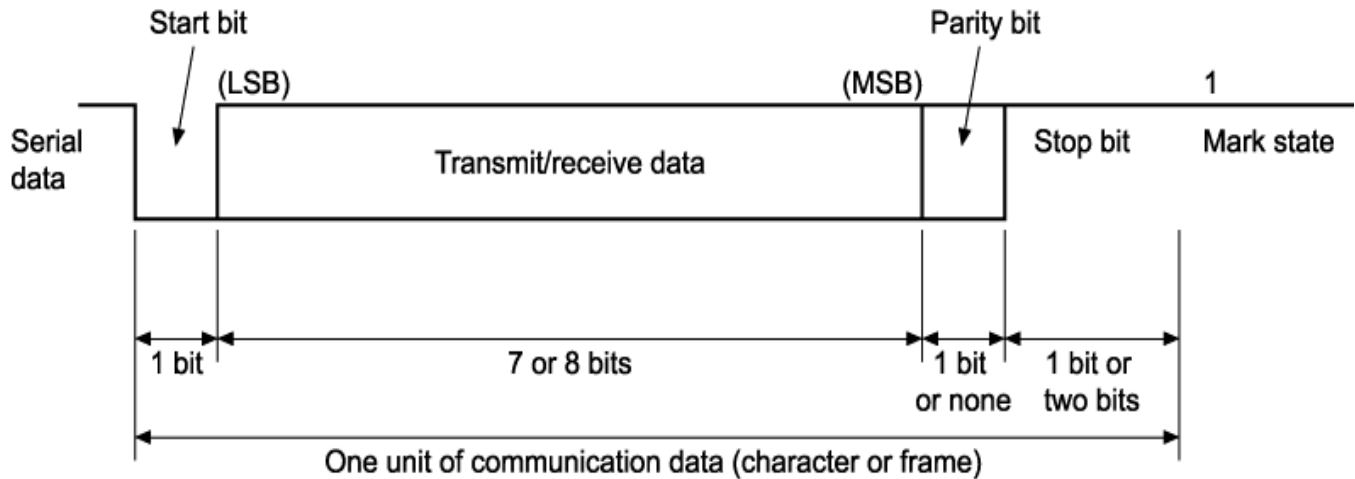 Start bit
Parity bit
(LSB)
(MSB)
1
Serial
data
Transmit/receive data
Stop bit
Mark state
1 bit
7 or 8 bits
1 bit
or none
1 bit or
two bits
One unit of communication data (character or frame)